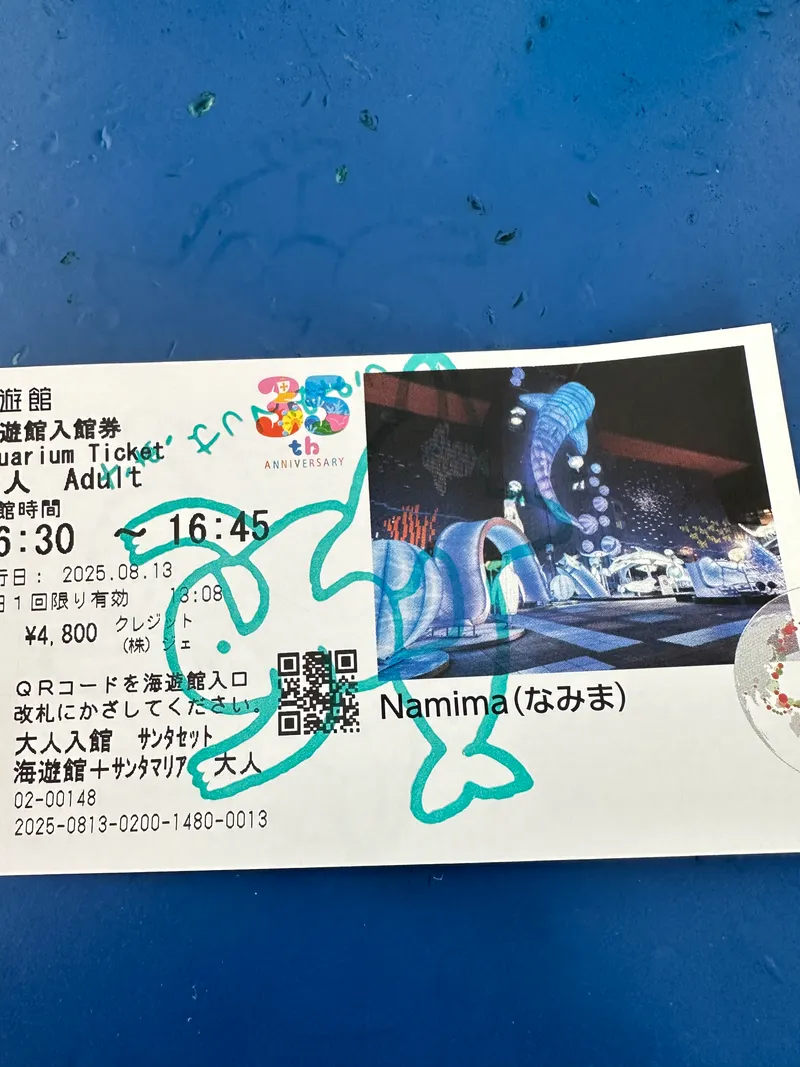 遊館
遊館入館券
uarium Ticket
人 Adult
館時間
6:30 ～ 16:45
行日： 2025.08.13
日1回限り有効 13:08
¥4,800 クレジット
(株) ジェ
QRコードを海遊館入口
改札にかざしてください。
大人入館 サンタセット
海遊館＋サンタマリア 大人
02-00148
2025-0813-0200-1480-0013
35
th
ANNIVERSARY
Namima(なみま)